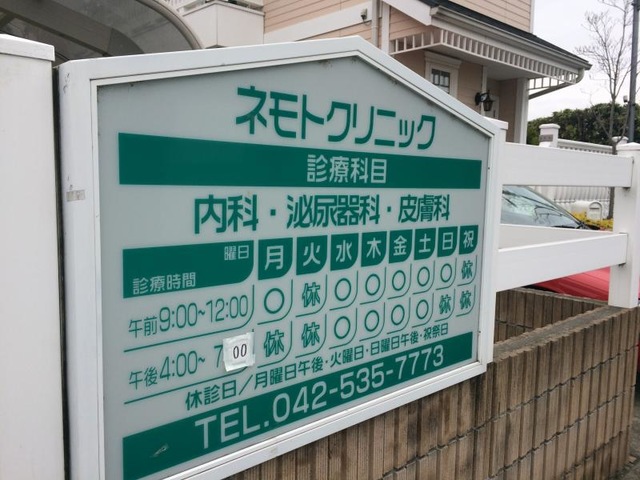 ネモトクリニック
診療科目
内科・泌尿器科・皮膚科
曜日 月 火 水 木 金 土 日 祝
診療時間
午前9:00~12:00 ○ 休 ○ ○ ○ ○ ○ 休
午後4:00~7:00 休 休 ○ ○ ○ ○ 休 休
休診日/月曜日午後・火曜日・日曜日午後・祝祭日
TEL.042-535-7773